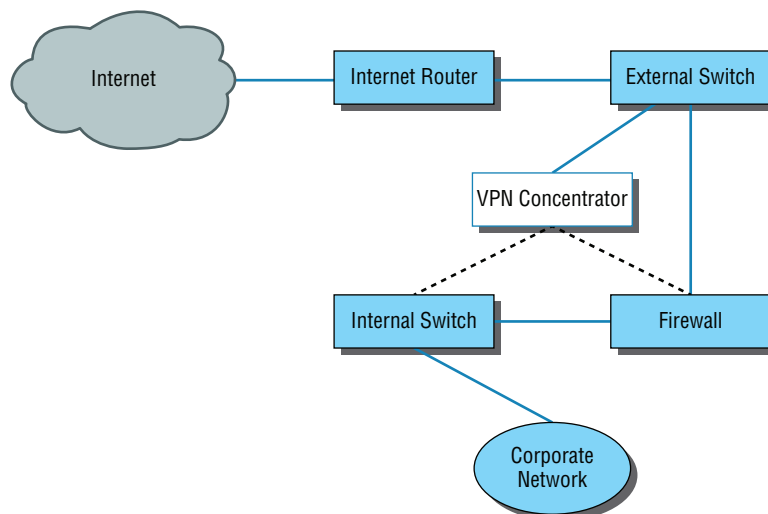 Internet
Internet Router
External Switch
VPN Concentrator
Internal Switch
Firewall
Corporate
Network